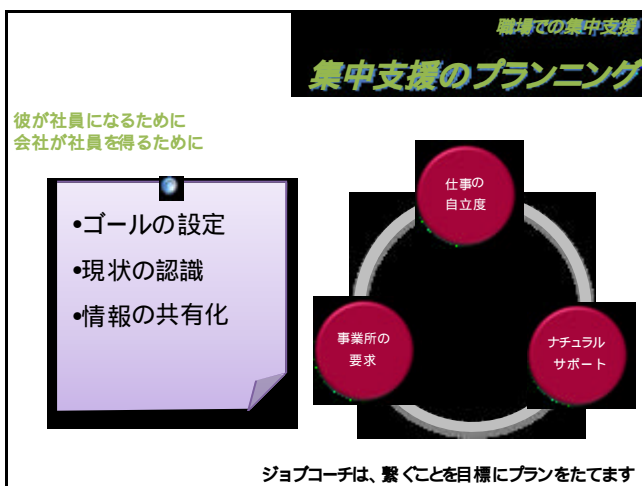 職場での集中支援
集中支援のプランニング
彼が社員になるために
会社が社員を得るために
•ゴールの設定
•現状の認識
•情報の共有化
仕事の
自立度
事業所の
要求
ナチュラル
サポート
ジョブコーチは、繋ぐことを目標にプランをたてます